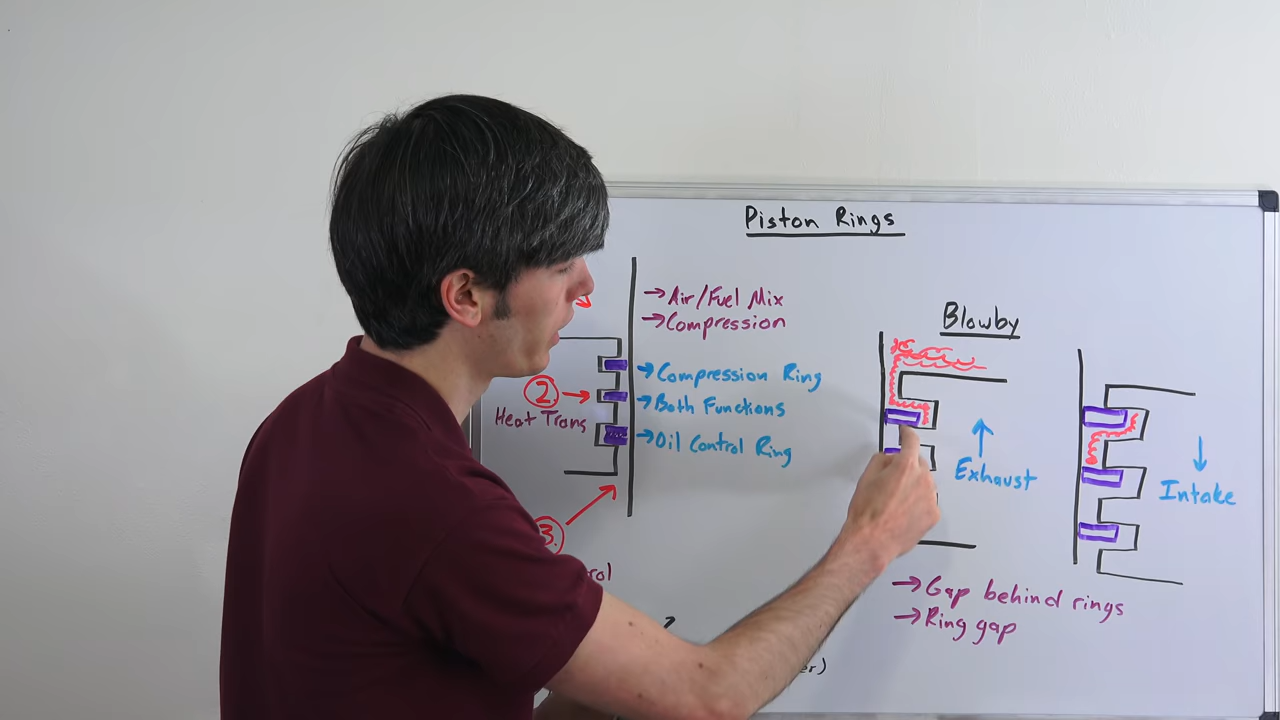 Piston Rings
→Air/Fuel Mix
→Compression
→Compression Ring
2. →
→Both Functions
Heat Trans
→Oil Control Ring
3.
Blowby
Exhaust
Intake
→Gap behind rings
→Ring gap